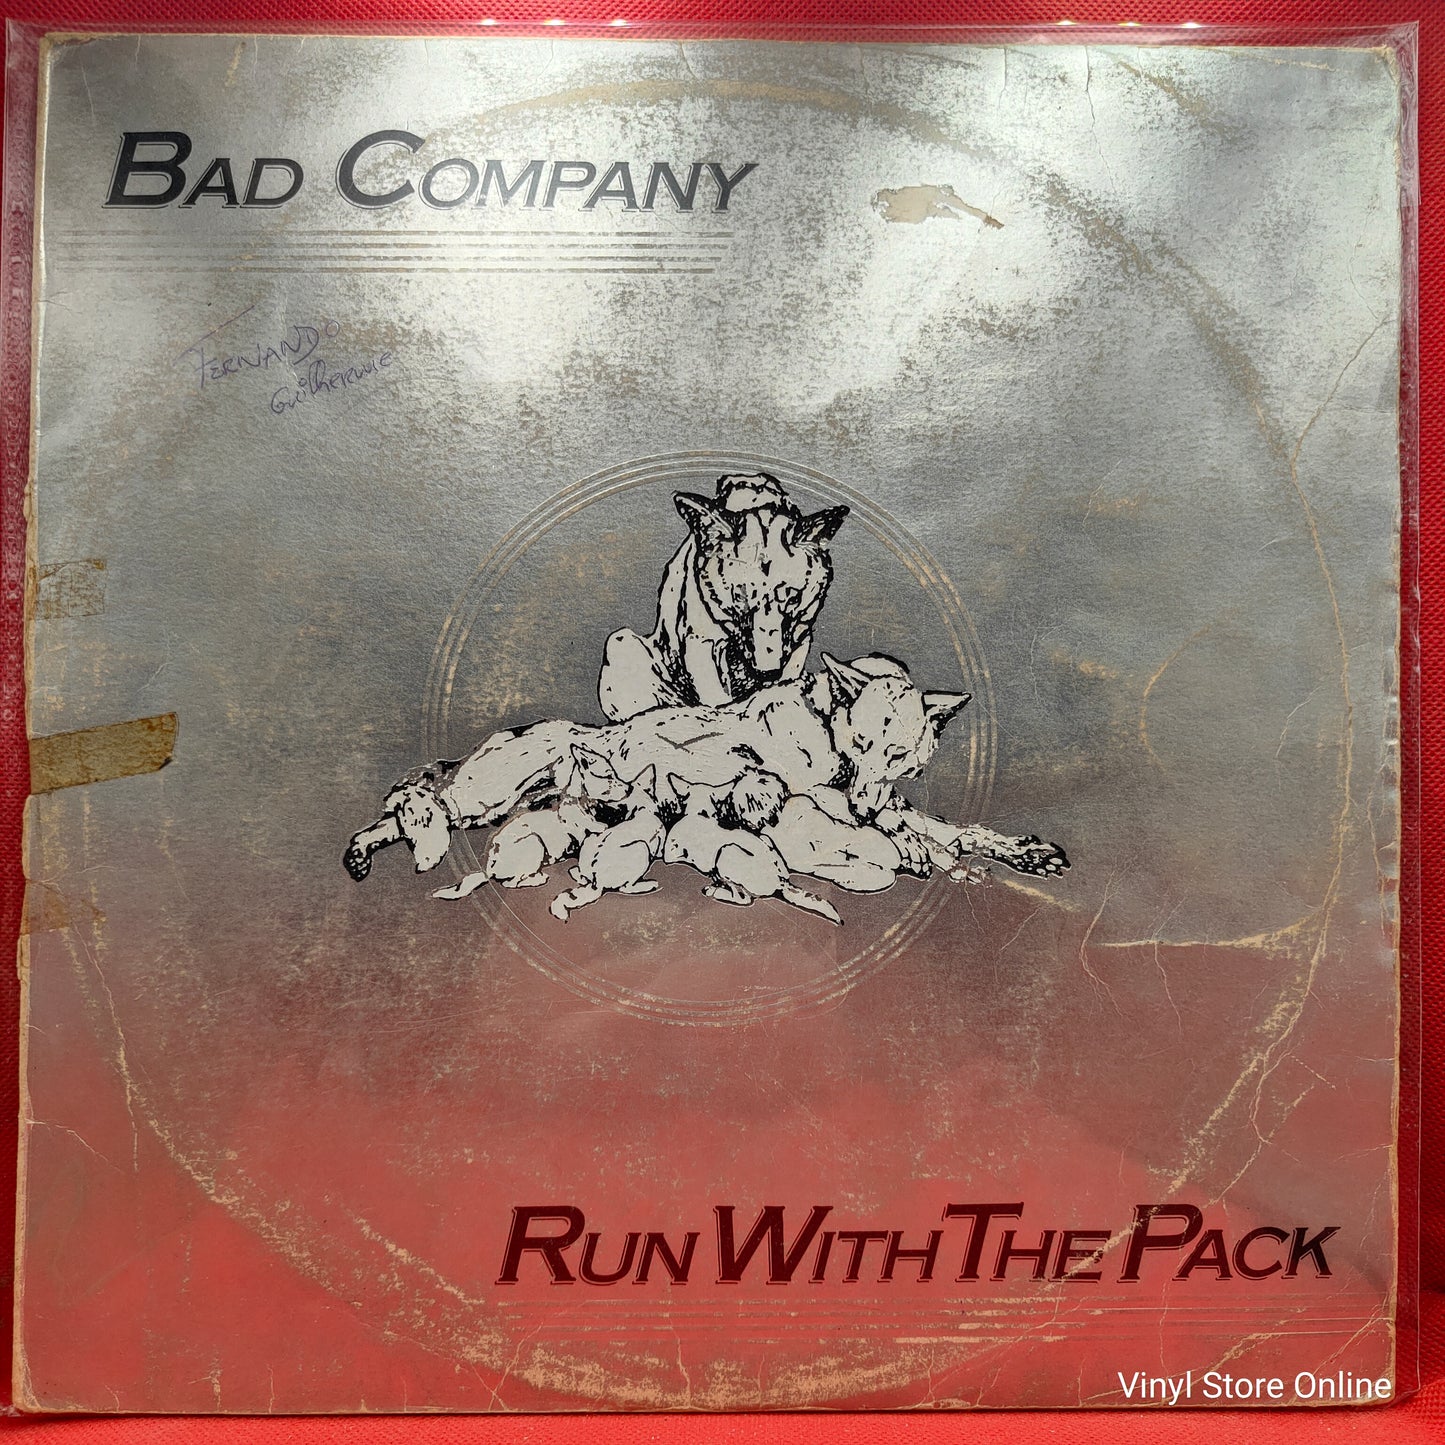 BAD COMPANY
FERNANDO
Guilherme
RUN WITH THE PACK
Vinyl Store Online